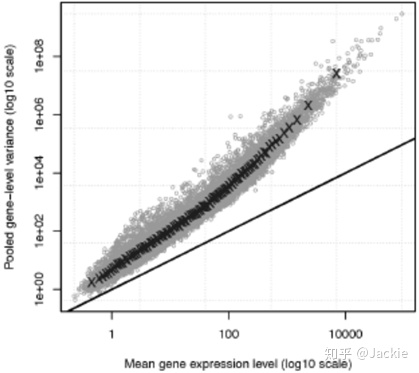 Pooled gene-level variance (log10 scale)
1e+08
1e+06
1e+04
1e+02
1e+00
1
100
10000
Mean gene expression level (log10 scale)
知乎 @Jackie